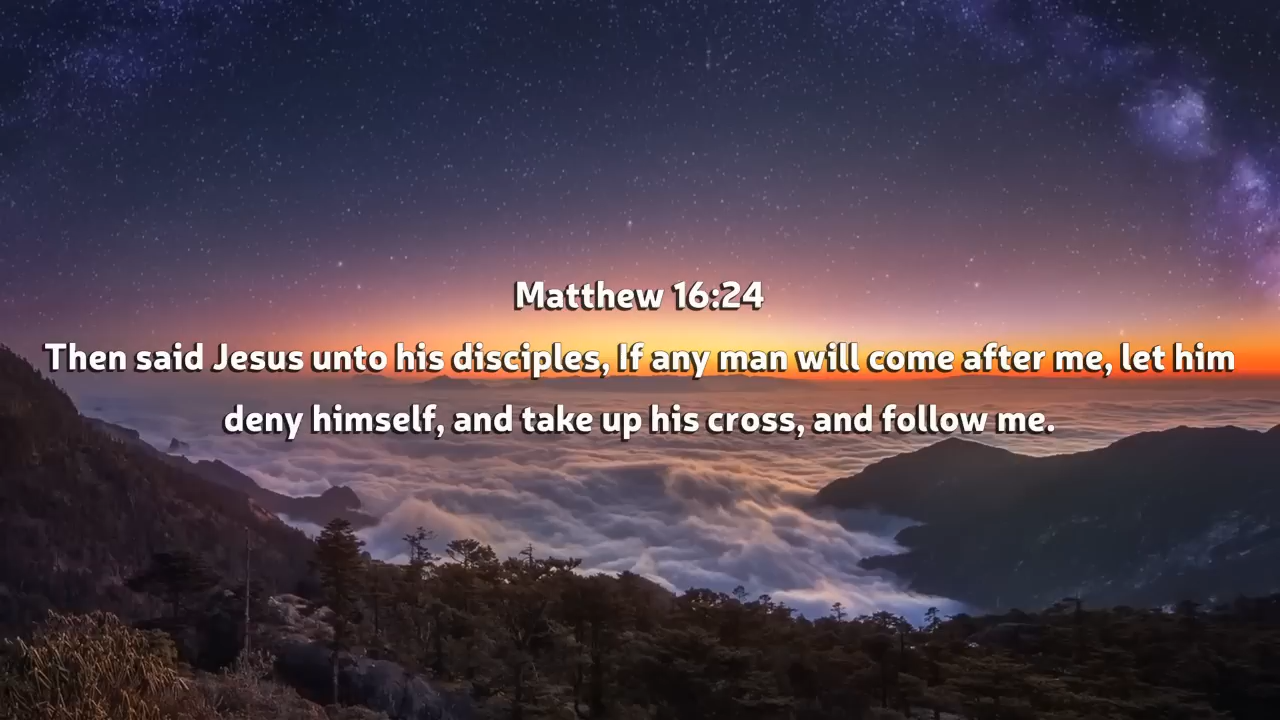 Matthew 16:24
Then said Jesus unto his disciples, If any man will come after me, let him
deny himself, and take up his cross, and follow me.